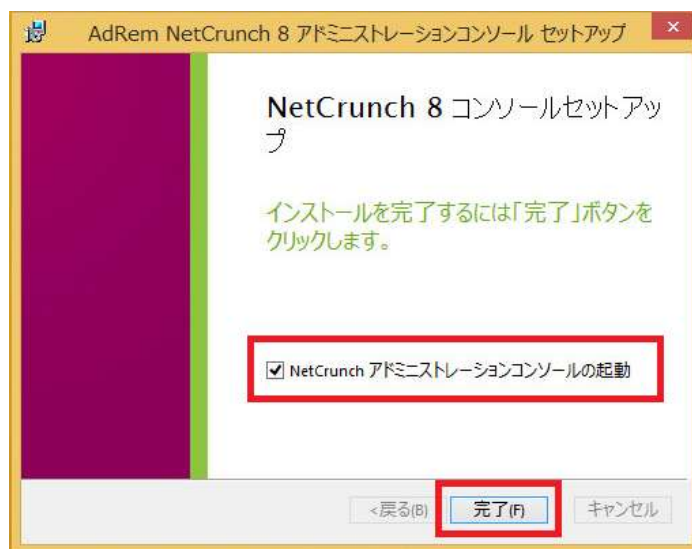 AdRem NetCrunch 8 アドミニストレーションコンソール セットアップ
NetCrunch 8 コンソールセットアッ
プ
インストールを完了するには「完了」ボタンを
クリックします。
NetCrunch アドミニストレーションコンソールの起動
<戻る(B) 完了(F) キャンセル